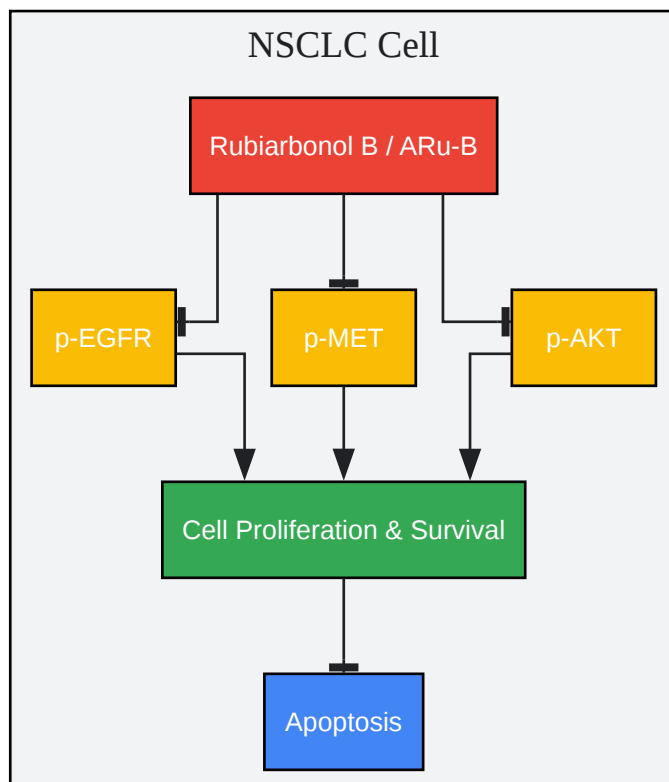 NSCLC Cell
Rubiarbonol B / ARu-B
p-EGFR
p-MET
p-AKT
Cell Proliferation & Survival
Apoptosis